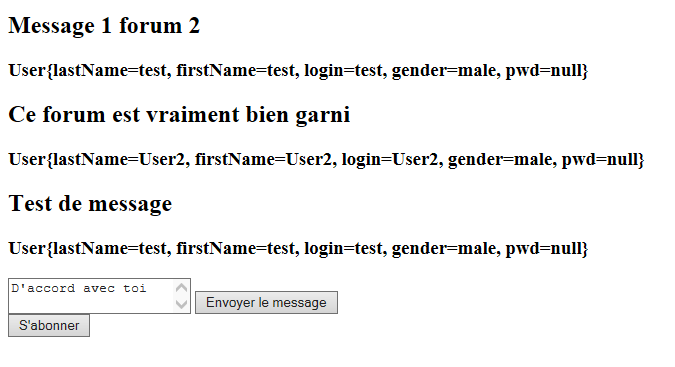 Message 1 forum 2
User{lastName=test, firstName=test, login=test, gender=male, pwd=null}
Ce forum est vraiment bien garni
User{lastName=User2, firstName=User2, login=User2, gender=male, pwd=null}
Test de message
User{lastName=test, firstName=test, login=test, gender=male, pwd=null}
D'accord avec toi Envoyer le message
S'abonner